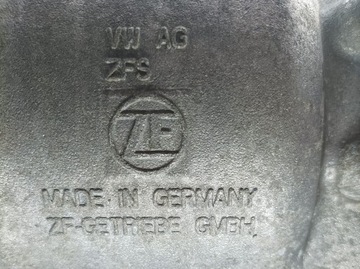 VW AG
ZFS
ZF
MADE IN GERMANY
ZF-GETRIEBE GMBH,